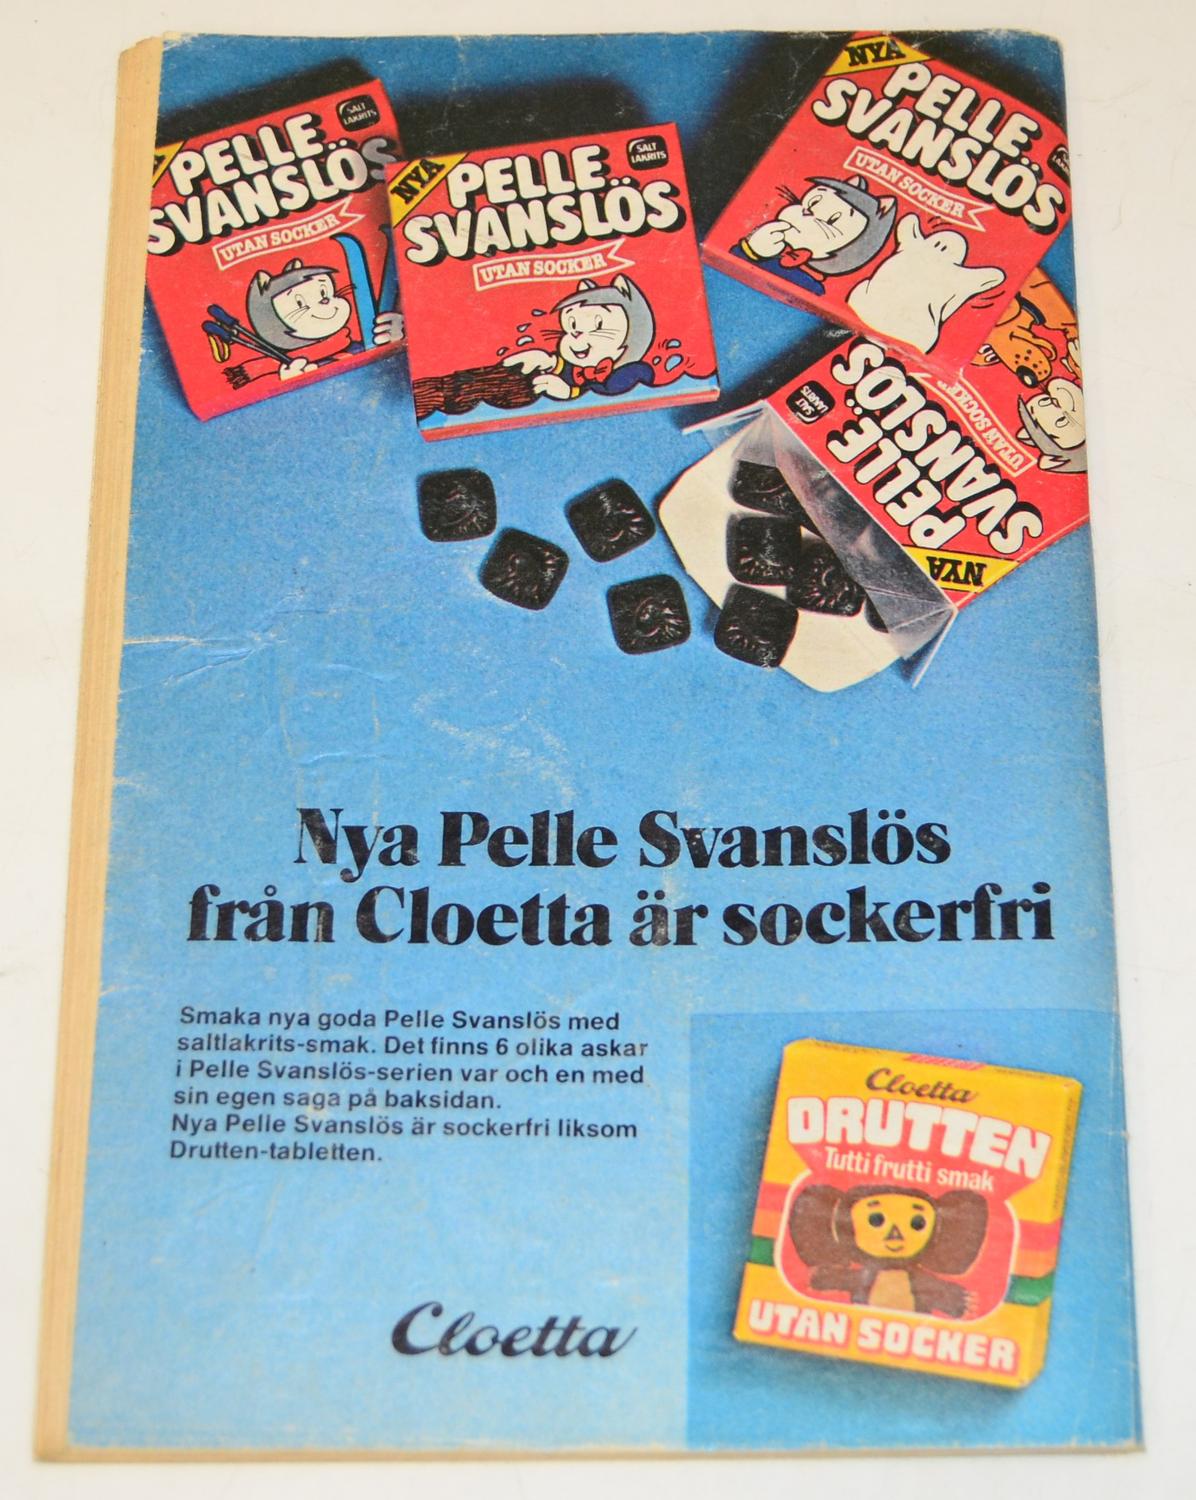 NYA
PELLE
SVANSLÖS
UTAN SOCKER
SALT
LAKRITS
NYA
PELLE
SVANSLÖS
UTAN SOCKER
SALT
LAKRITS
NYA
PELLE
SVANSLÖS
UTAN SOCKER
NYA
PELLE
SVANSLÖS
UTAN
SALT
LAKRITS
Nya Pelle Svanslös
från Cloetta är sockerfri
Smaka nya goda Pelle Svanslös med
saltlakrits-smak. Det finns 6 olika askar
i Pelle Svanslös-serien var och en med
sin egen saga på baksidan.
Nya Pelle Svanslös är sockerfri liksom
Drutten-tabletten.
Cloetta
Cloetta
DRUTTEN
Tutti frutti smak
UTAN SOCKER